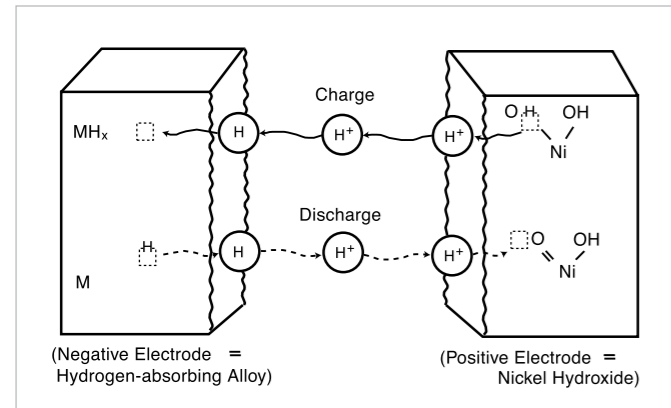 Charge
O H OH
MHx H H+ H+
Ni
Discharge
H
H H+ H+ O OH
Ni
M
(Negative Electrode = 
Hydrogen-absorbing Alloy)
(Positive Electrode = 
Nickel Hydroxide)